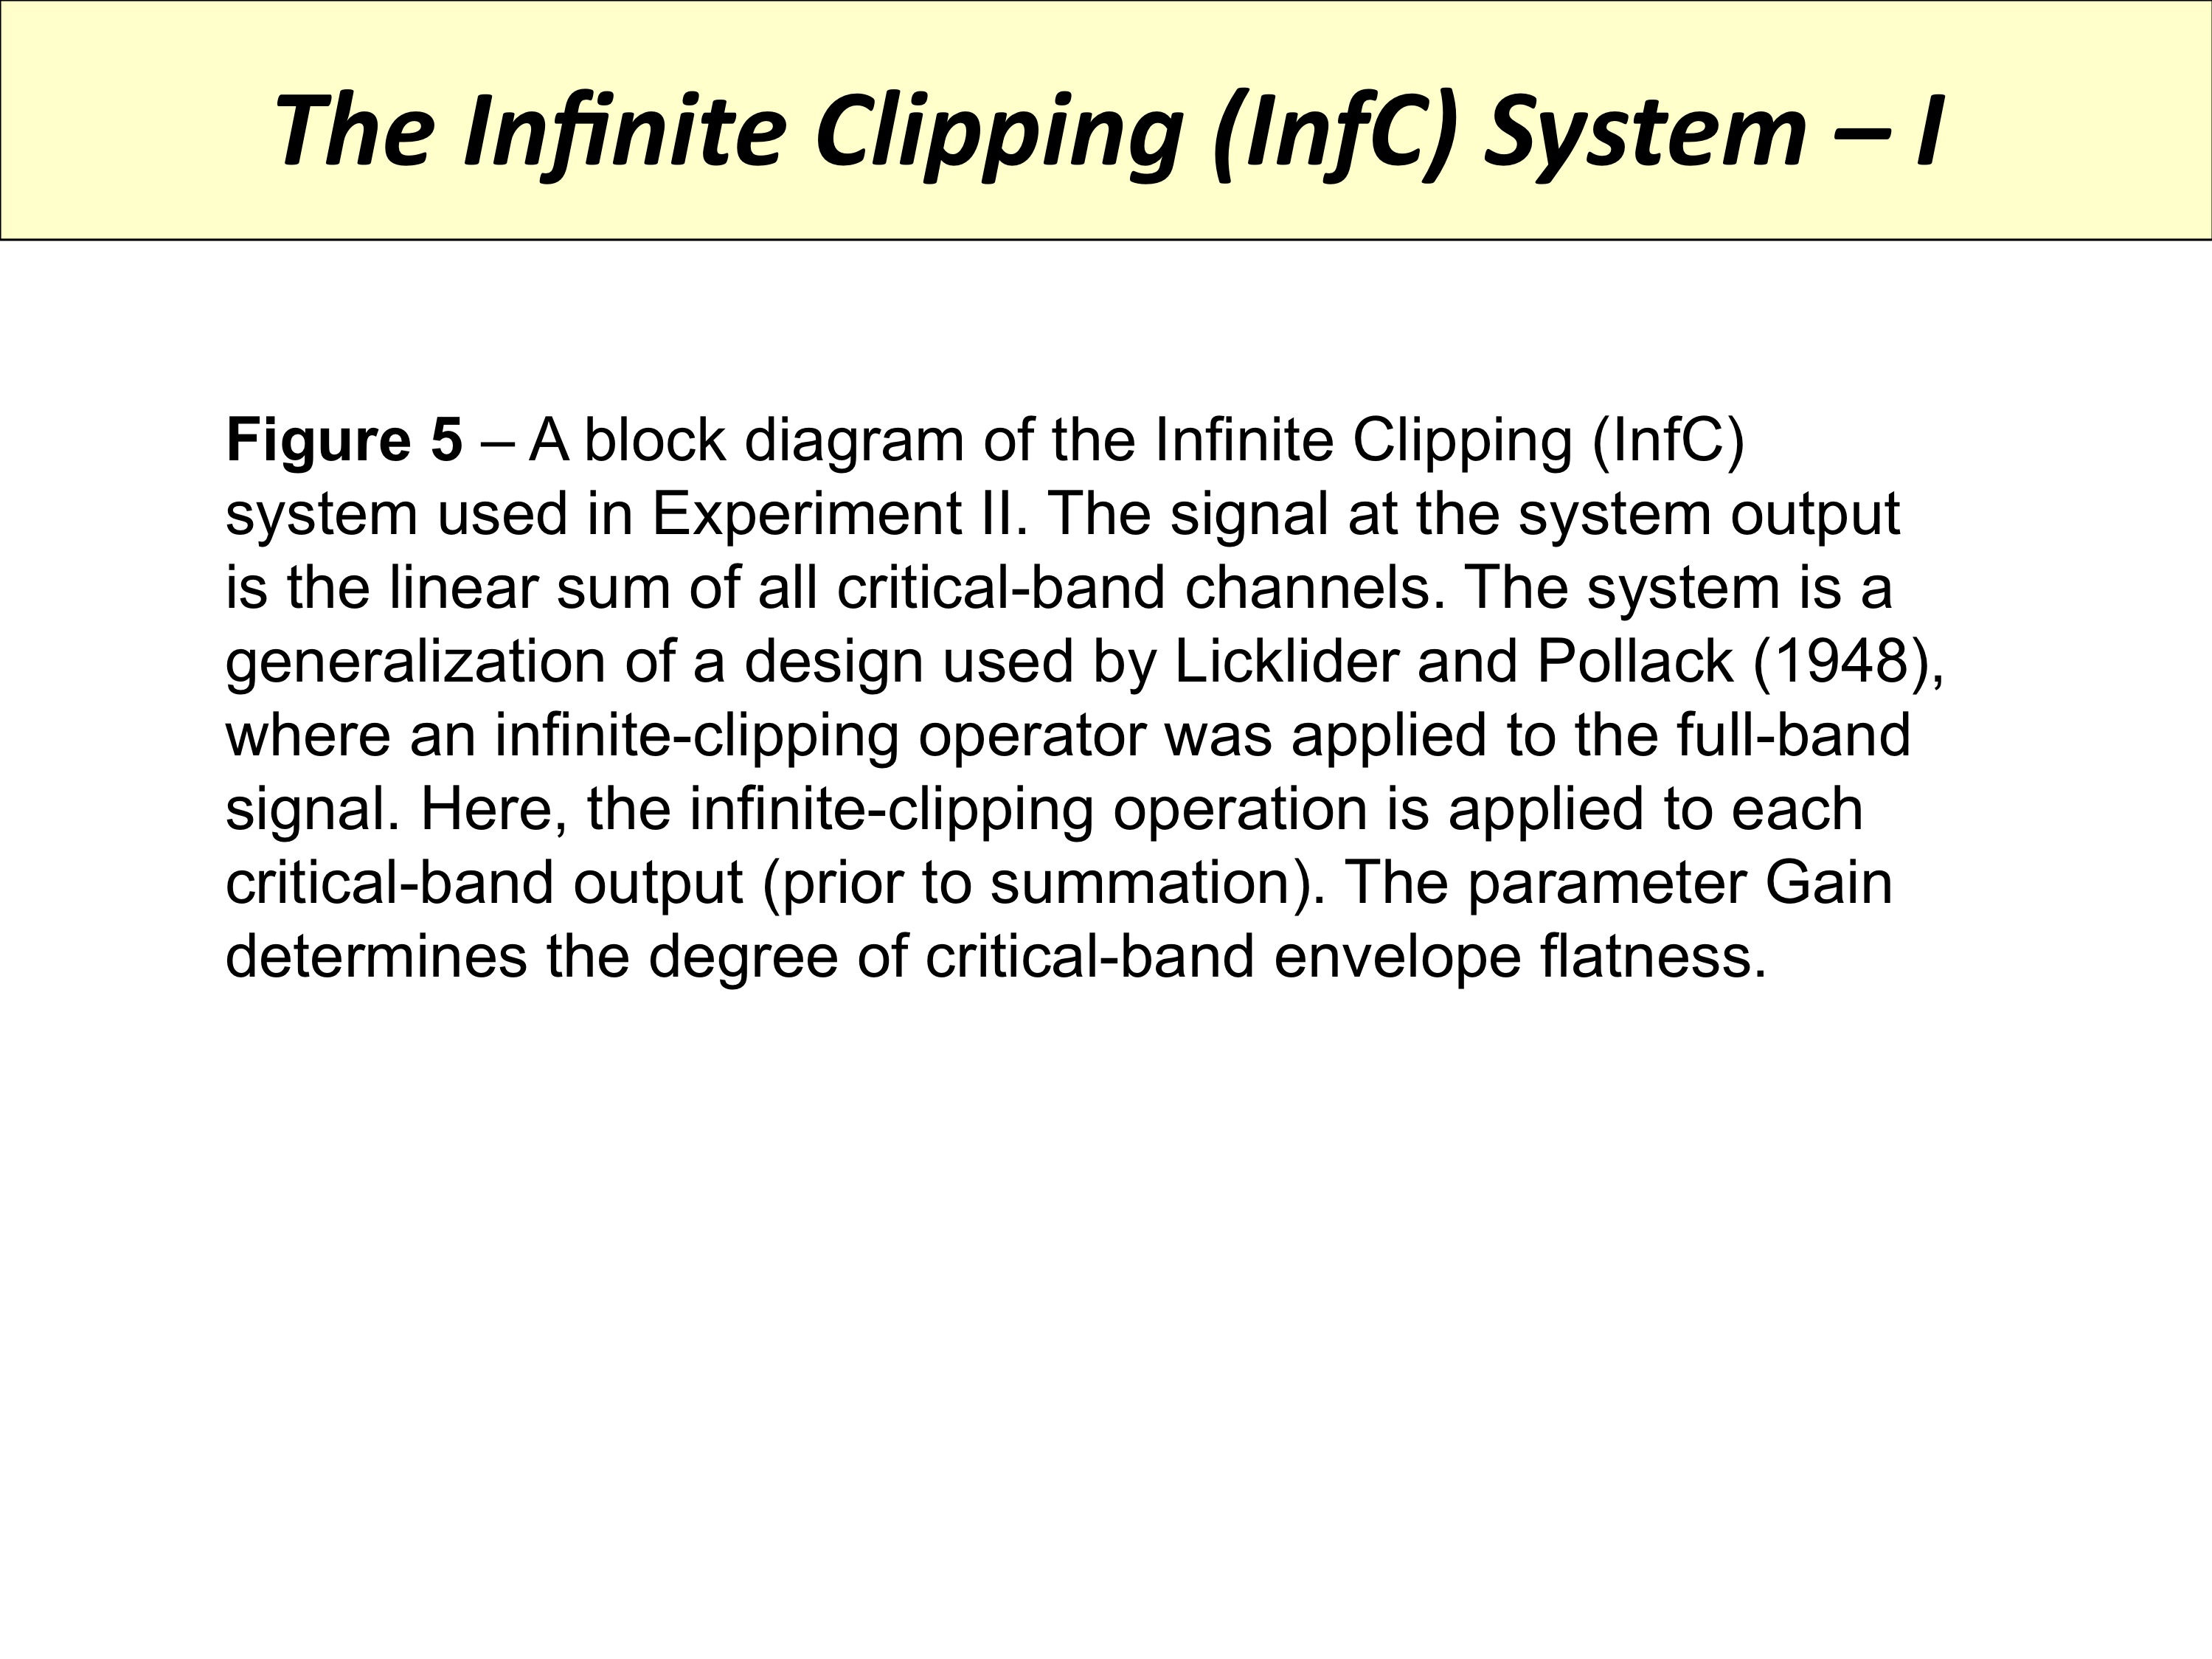 The Infinite Clipping (InfC) System – I
Figure 5 – A block diagram of the Infinite Clipping (InfC)
system used in Experiment II. The signal at the system output
is the linear sum of all critical-band channels. The system is a
generalization of a design used by Licklider and Pollack (1948),
where an infinite-clipping operator was applied to the full-band
signal. Here, the infinite-clipping operation is applied to each
critical-band output (prior to summation). The parameter Gain
determines the degree of critical-band envelope flatness.